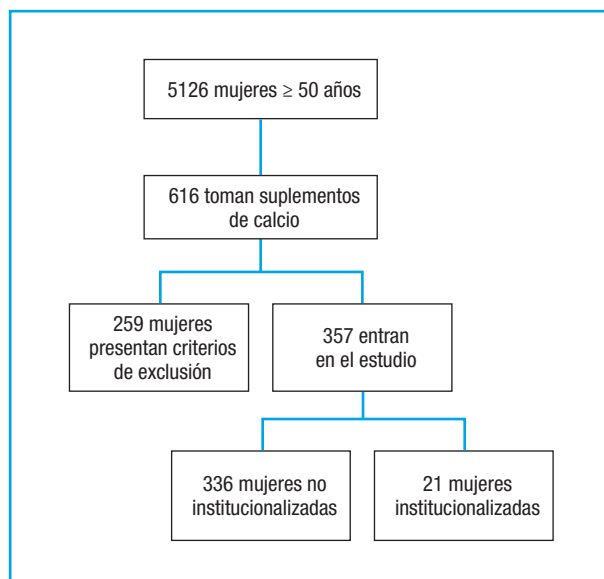 5126 mujeres ≥ 50 años
616 toman suplementos
de calcio
259 mujeres
presentan criterios
de exclusión
357 entran
en el estudio
336 mujeres no
institucionalizadas
21 mujeres
institucionalizadas